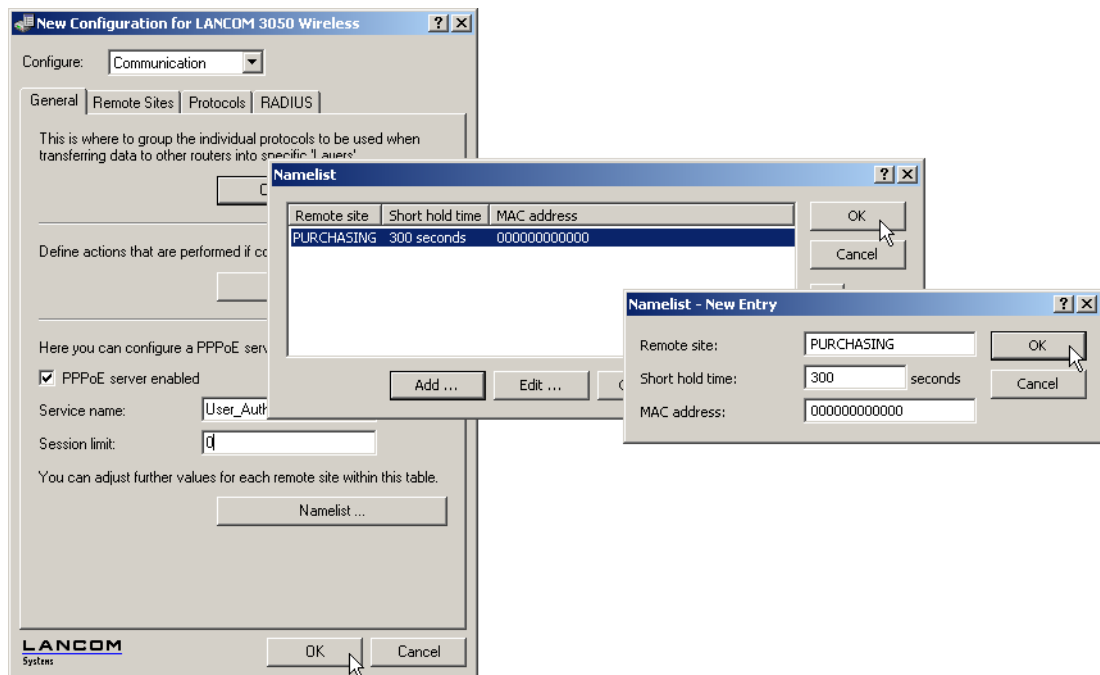 New Configuration for LANCOM 3050 Wireless
Configure: Communication
General Remote Sites Protocols RADIUS
This is where to group the individual protocols to be used when
transferring data to other routers into specific 'Layers'.
Define actions that are performed if
Here you can configure a PPPoE
PPPoE server enabled
Service name: User_Auth
Session limit: 0
You can adjust further values for each remote site within this table.
Namelist ...
LANCOM
Systems
OK Cancel
Namelist
Remote site Short hold time MAC address
PURCHASING 300 seconds 000000000000
OK
Cancel
Add ... Edit ...
Namelist - New Entry
Remote site: PURCHASING
Short hold time: 300 seconds
MAC address: 000000000000
OK
Cancel